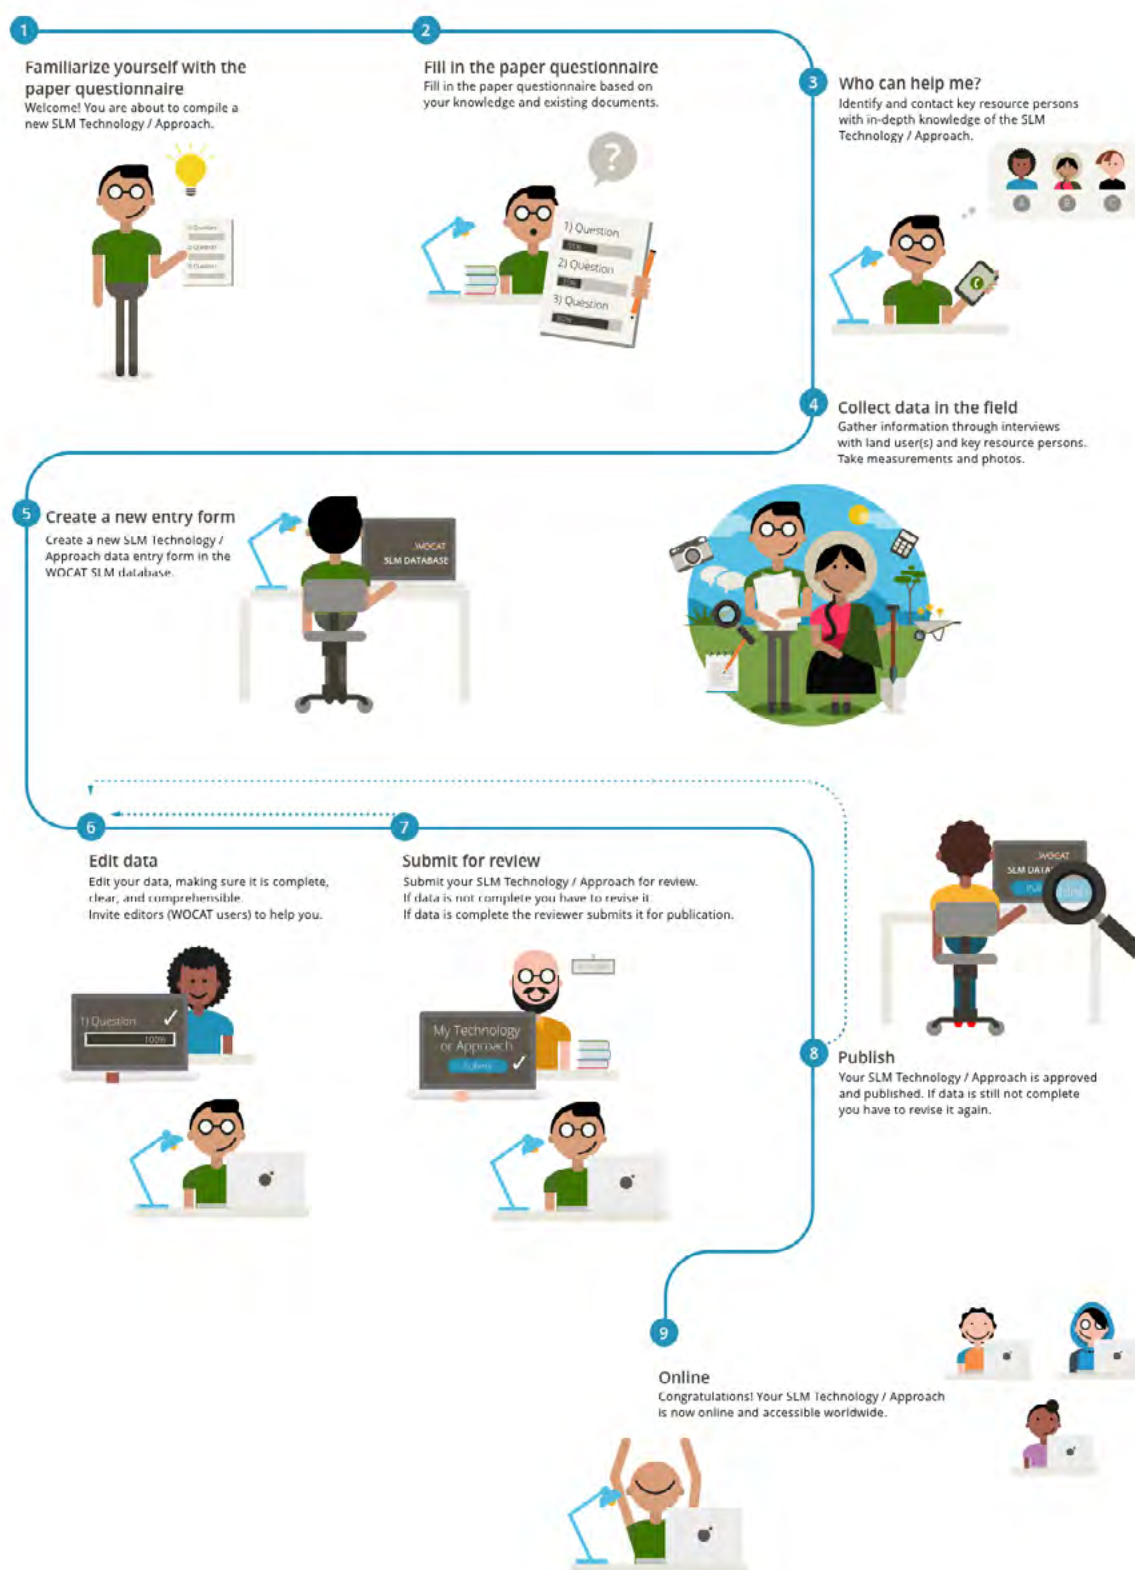 1
Familiarize yourself with the
paper questionnaire
Welcome! You are about to compile a
new SLM Technology / Approach.
1) Question
2) Question
3) Question
2
Fill in the paper questionnaire
Fill in the paper questionnaire based on
your knowledge and existing documents.
?
1) Question
2) Question
3) Question
3
Who can help me?
Identify and contact key resource persons
with in-depth knowledge of the SLM
Technology / Approach.
A B C
4
Collect data in the field
Gather information through interviews
with land user(s) and key resource persons.
Take measurements and photos.
5
Create a new entry form
Create a new SLM Technology /
Approach data entry form in the
WOCAT SLM database.
WOCAT
SLM DATABASE
6
Edit data
Edit your data, making sure it is complete,
clear, and comprehensible.
Invite editors (WOCAT users) to help you.
1) Question
100%
7
Submit for review
Submit your SLM Technology / Approach for review.
If data is not complete you have to revise it.
If data is complete the reviewer submits it for publication.
My Technology
or Approach
Submit
WOCAT
SLM DATA
8
Publish
Your SLM Technology / Approach is approved
and published. If data is still not complete
you have to revise it again.
9
Online
Congratulations! Your SLM Technology / Approach
is now online and accessible worldwide.